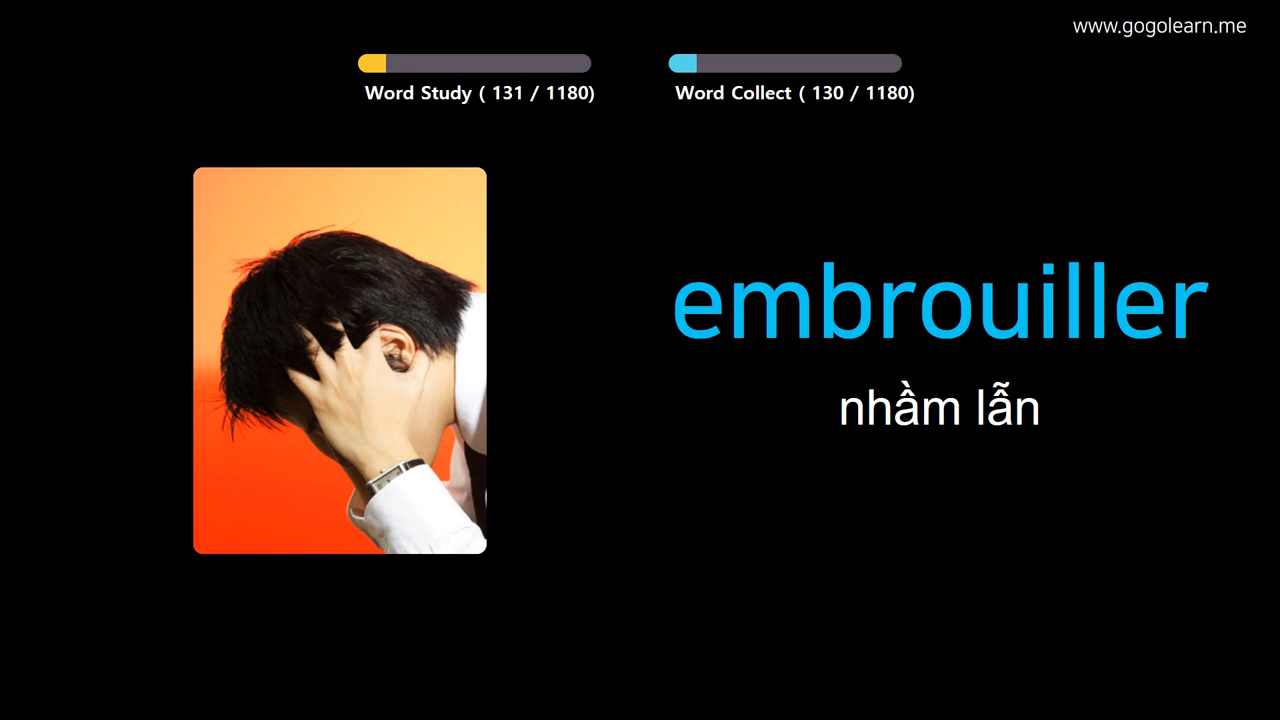 www.gogolearn.me
Word Study ( 131 / 1180)
Word Collect ( 130 / 1180)
embrouiller
nhầm lẫn